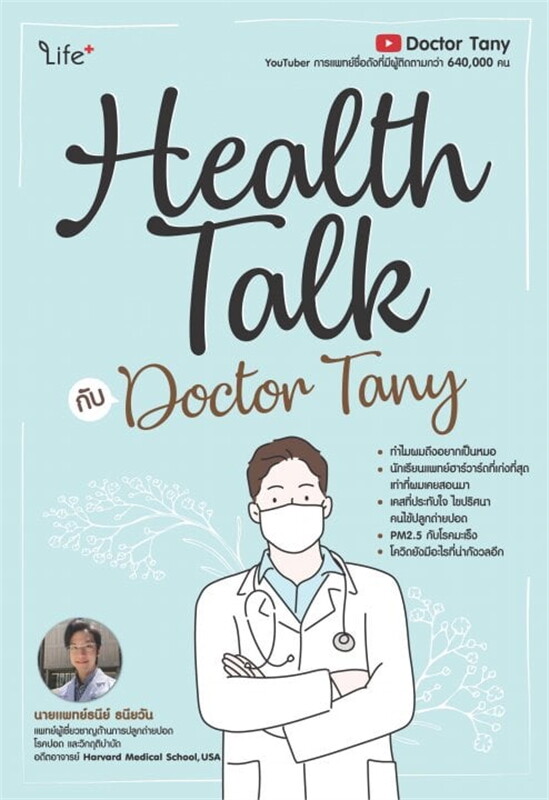 Life+
Doctor Tany
YouTuber การแพทย์ชื่อดังที่มีผู้ติดตามกว่า 640,000 คน
Health
Talk
กับ Doctor Tany
• ทำไมผมถึงอยากเป็นหมอ
• นักเรียนแพทย์ฮาร์วาร์ดที่เก่งที่สุด
เท่าที่ผมเคยสอนมา
• เคสที่ประทับใจ ไขปริศนา
คนไข้ปลูกถ่ายปอด
• PM2.5 กับโรคมะเร็ง
• โควิดยังมีอะไรที่น่ากังวลอีก
นายแพทย์ธนีย์ ธนียวัน
แพทย์ผู้เชี่ยวชาญด้านการปลูกถ่ายปอด
โรคปอด และวิกฤติบำบัด
อดีตอาจารย์ Harvard Medical School, USA